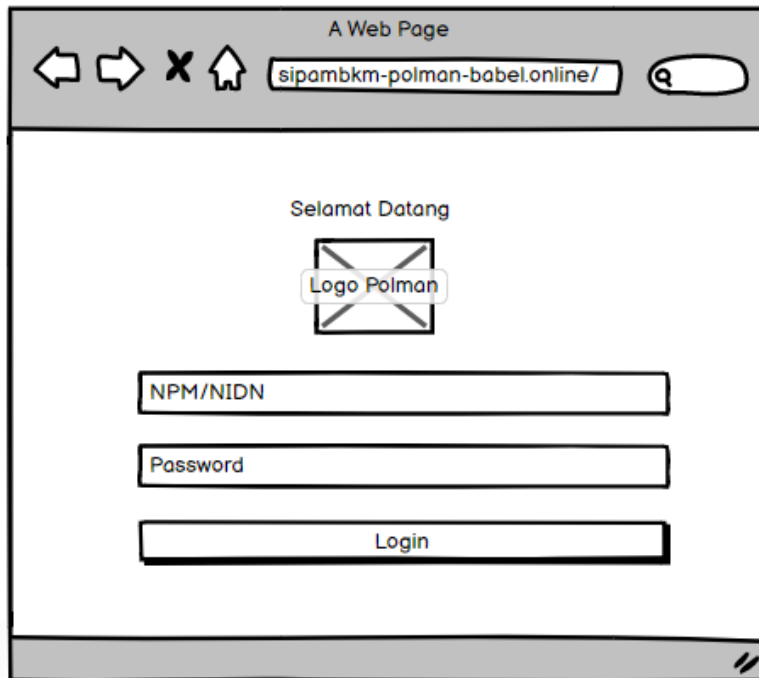 A Web Page
sipambkm-polman-babel.online/
Selamat Datang
Logo Polman
NPM/NIDN
Password
Login